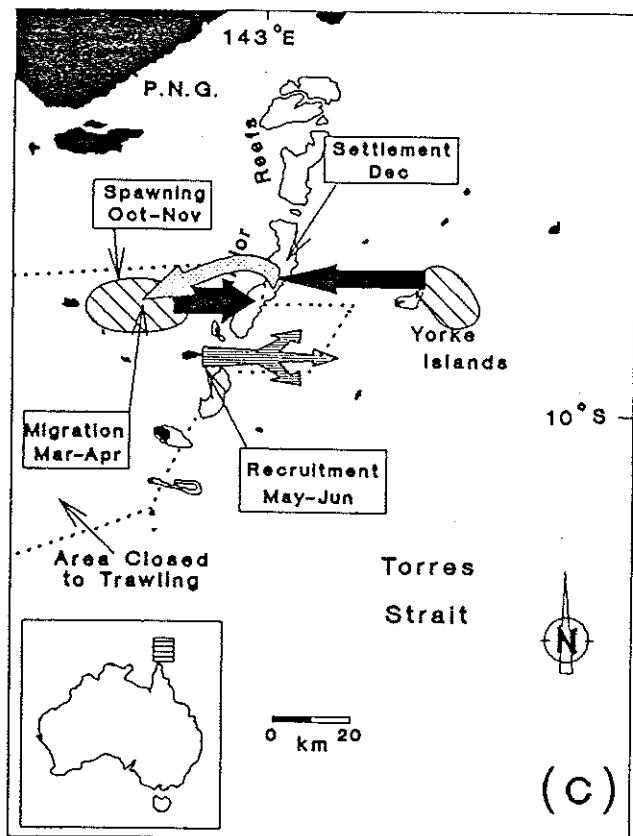 143°E
P.N.G.
Reefs
Settlement
Dec
Spawning
Oct-Nov
Yorke
Islands
10°S
Migration
Mar-Apr
Recruitment
May-Jun
Area Closed
to Trawling
Torres
Strait
N
0 20
km
(C)